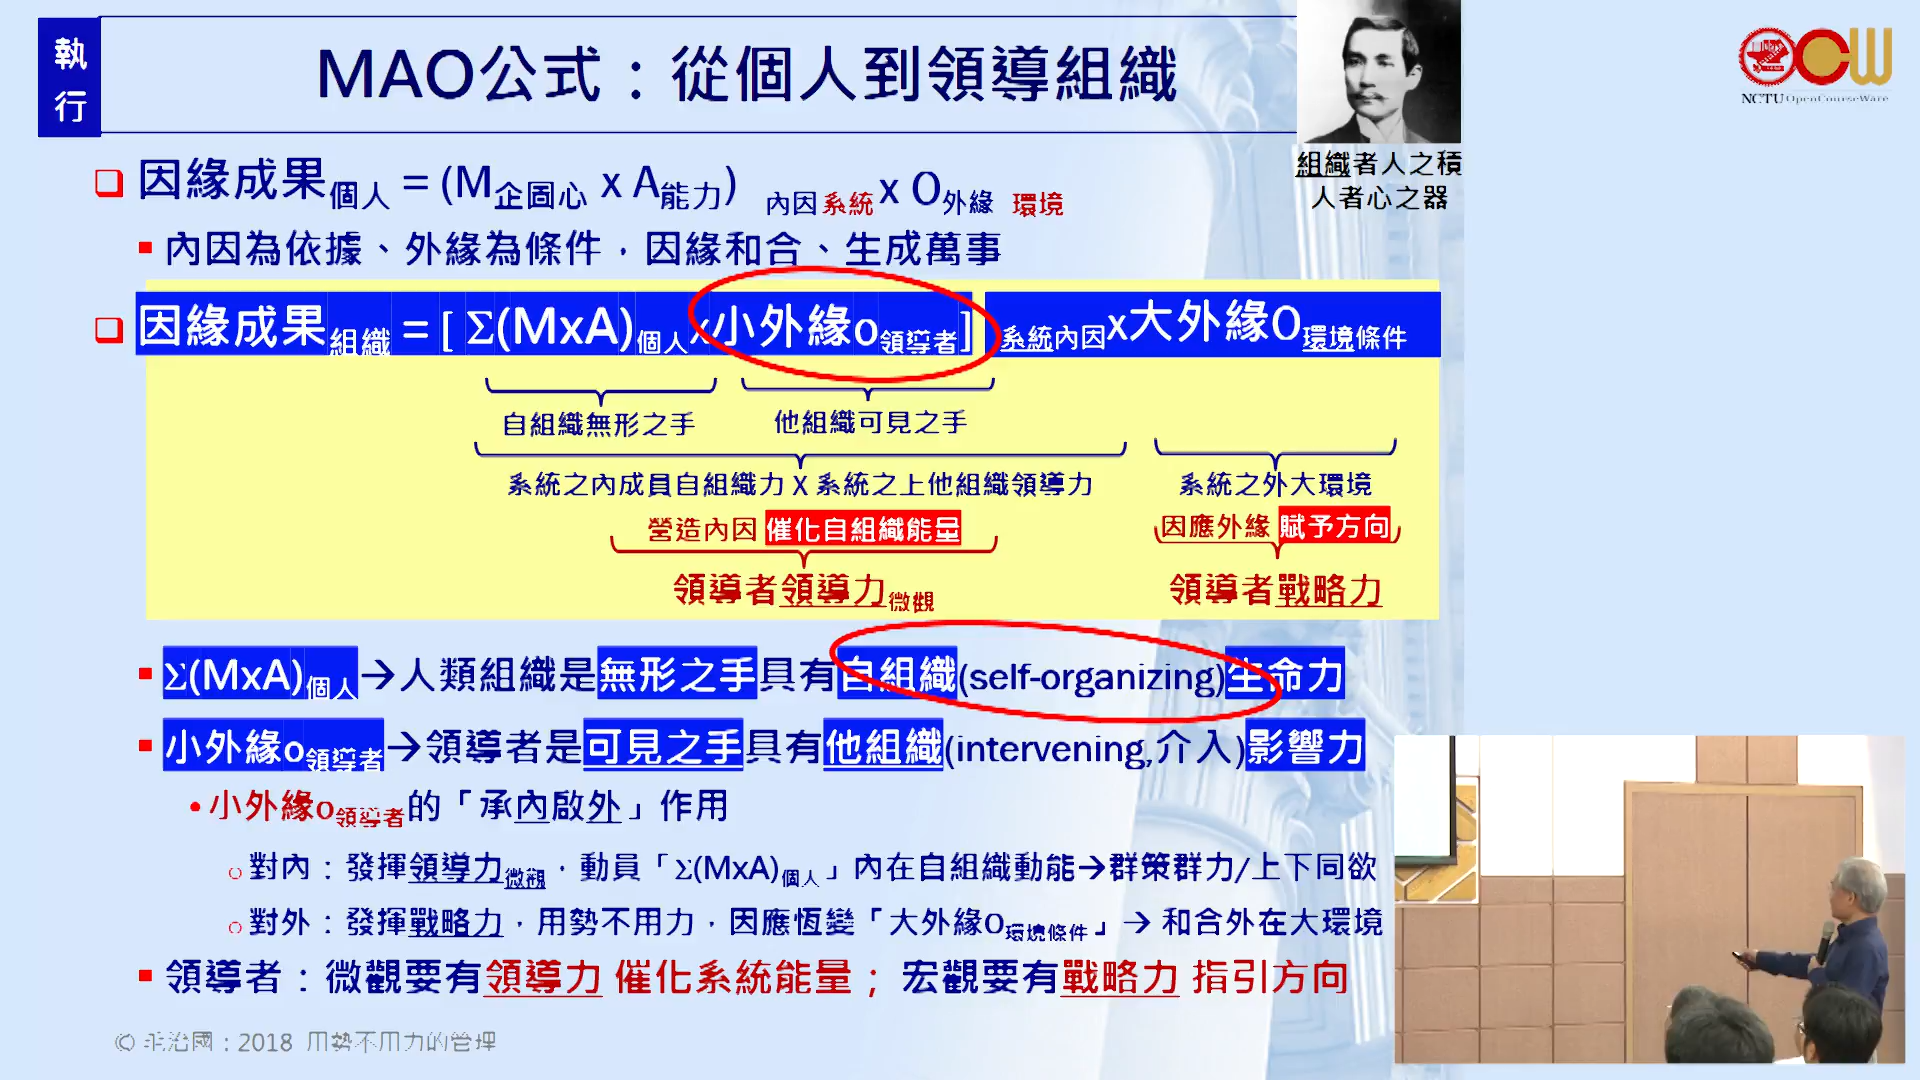 執行
MAO公式：從個人到領導組織
NCTU OpenCourseWare
組織者人之積
人者心之器
因緣成果個人 = (M企圖心 x A能力) 內因系統 x O外緣 環境
內因為依據、外緣為條件，因緣和合、生成萬事
因緣成果組織 = [ Σ(MxA)個人x小外緣o領導者] 系統內因x大外緣O環境條件
自組織無形之手 他組織可見之手
系統之內成員自組織力 X 系統之上他組織領導力 系統之外大環境
營造內因 催化自組織能量 因應外緣 賦予方向
領導者領導力微觀 領導者戰略力
Σ(MxA)個人→人類組織是無形之手具有自組織(self-organizing)生命力
小外緣o領導者→領導者是可見之手具有他組織(intervening,介入)影響力
小外緣o領導者的「承內啟外」作用
對內：發揮領導力微觀，動員「Σ(MxA)個人」內在自組織動能→群策群力/上下同欲
對外：發揮戰略力，用勢不用力，因應恆變「大外緣O環境條件」→ 和合外在大環境
領導者：微觀要有領導力 催化系統能量； 宏觀要有戰略力 指引方向
© 治國：2018 用勢不用力的管理